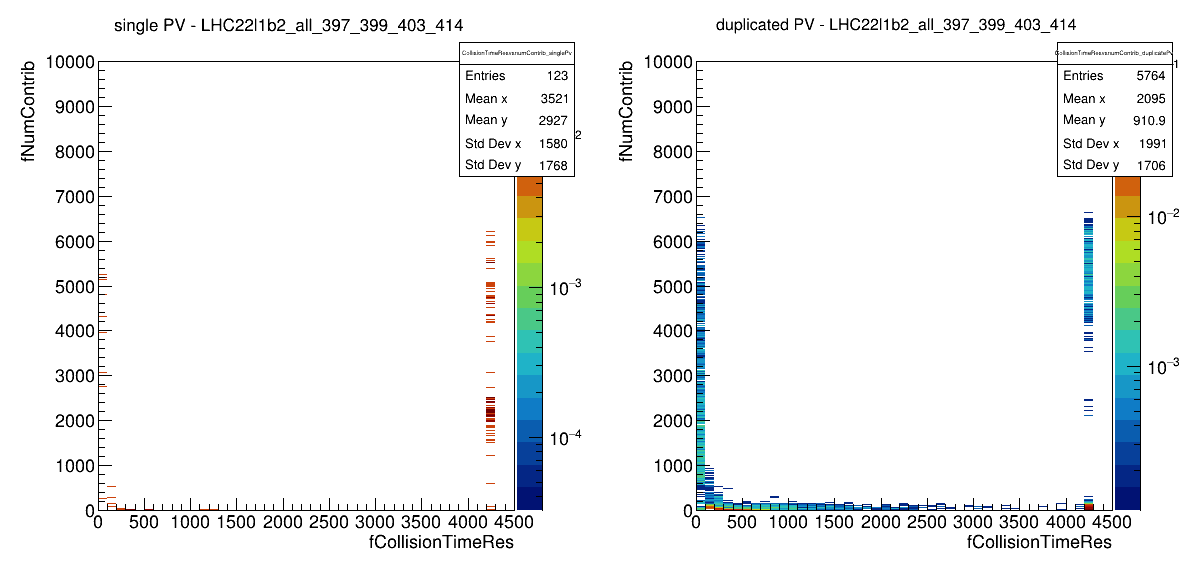 single PV - LHC22l1b2_all_397_399_403_414
CollisionTimeResvsnumContrib_singlePv
Entries 123
Mean x 3521
Mean y 2927
Std Dev x 1580
Std Dev y 1768
fNumContrib
10000
9000
8000
7000
6000
5000
4000
3000
2000
1000
0
0 500 1000 1500 2000 2500 3000 3500 4000 4500
fCollisionTimeRes
2
10−3
10−4
duplicated PV - LHC22l1b2_all_397_399_403_414
CollisionTimeResvsnumContrib_duplicatePv
Entries 5764
Mean x 2095
Mean y 910.9
Std Dev x 1991
Std Dev y 1706
fNumContrib
10000
9000
8000
7000
6000
5000
4000
3000
2000
1000
0
0 500 1000 1500 2000 2500 3000 3500 4000 4500
fCollisionTimeRes
1
10−2
10−3